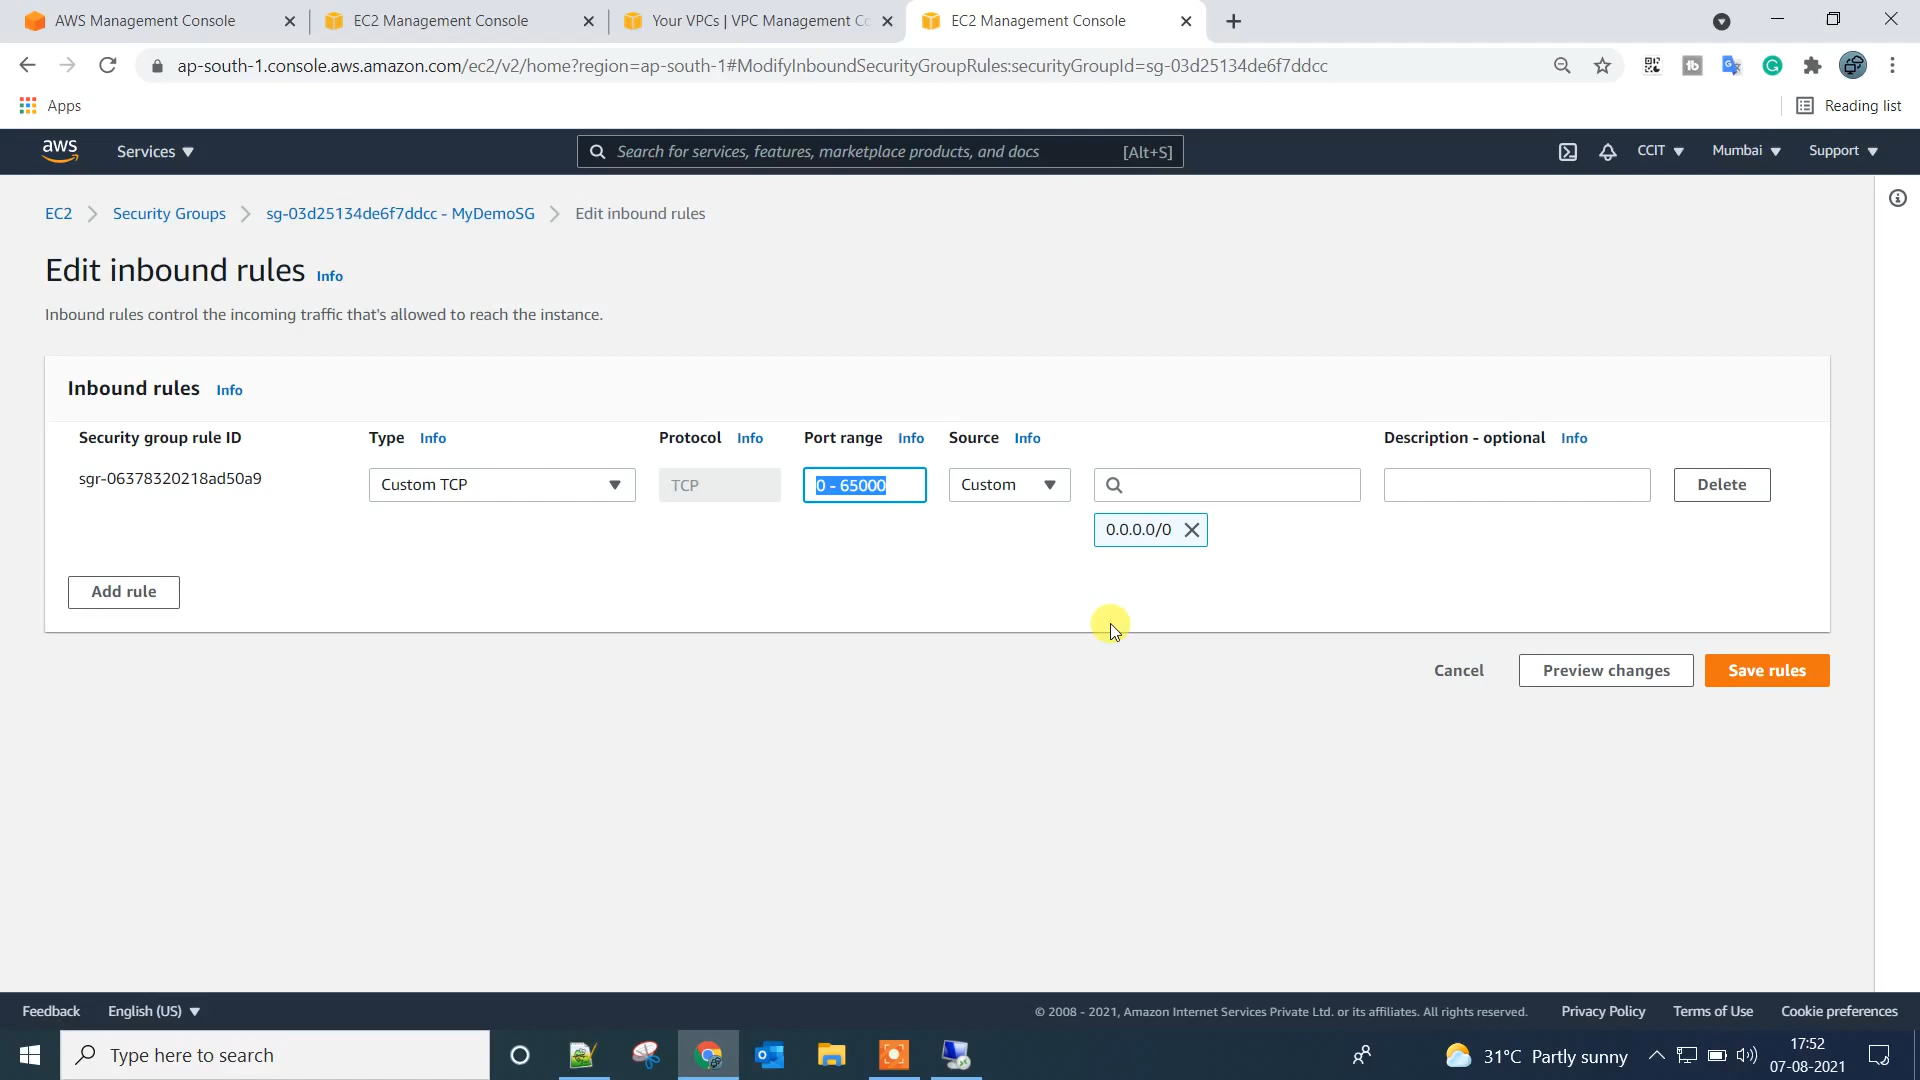 AWS Management Console
EC2 Management Console
Your VPCs | VPC Management Co
EC2 Management Console
ap-south-1.console.aws.amazon.com/ec2/v2/home?region=ap-south-1#ModifyInboundSecurityGroupRules:securityGroupId=sg-03d25134de6f7ddcc
Apps
Reading list
aws
Services
Search for services, features, marketplace products, and docs
[Alt+S]
CCIT
Mumbai
Support
EC2
Security Groups
sg-03d25134de6f7ddcc - MyDemoSG
Edit inbound rules
Edit inbound rules Info
Inbound rules control the incoming traffic that's allowed to reach the instance.
Inbound rules Info
Security group rule ID
Type Info
Protocol Info
Port range Info
Source Info
Description - optional Info
sgr-06378320218ad50a9
Custom TCP
TCP
0 - 65000
Custom
Delete
0.0.0.0/0
Add rule
Cancel
Preview changes
Save rules
Feedback
English (US)
© 2008 - 2021, Amazon Internet Services Private Ltd. or its affiliates. All rights reserved.
Privacy Policy
Terms of Use
Cookie preferences
Type here to search
31°C Partly sunny
17:52
07-08-2021